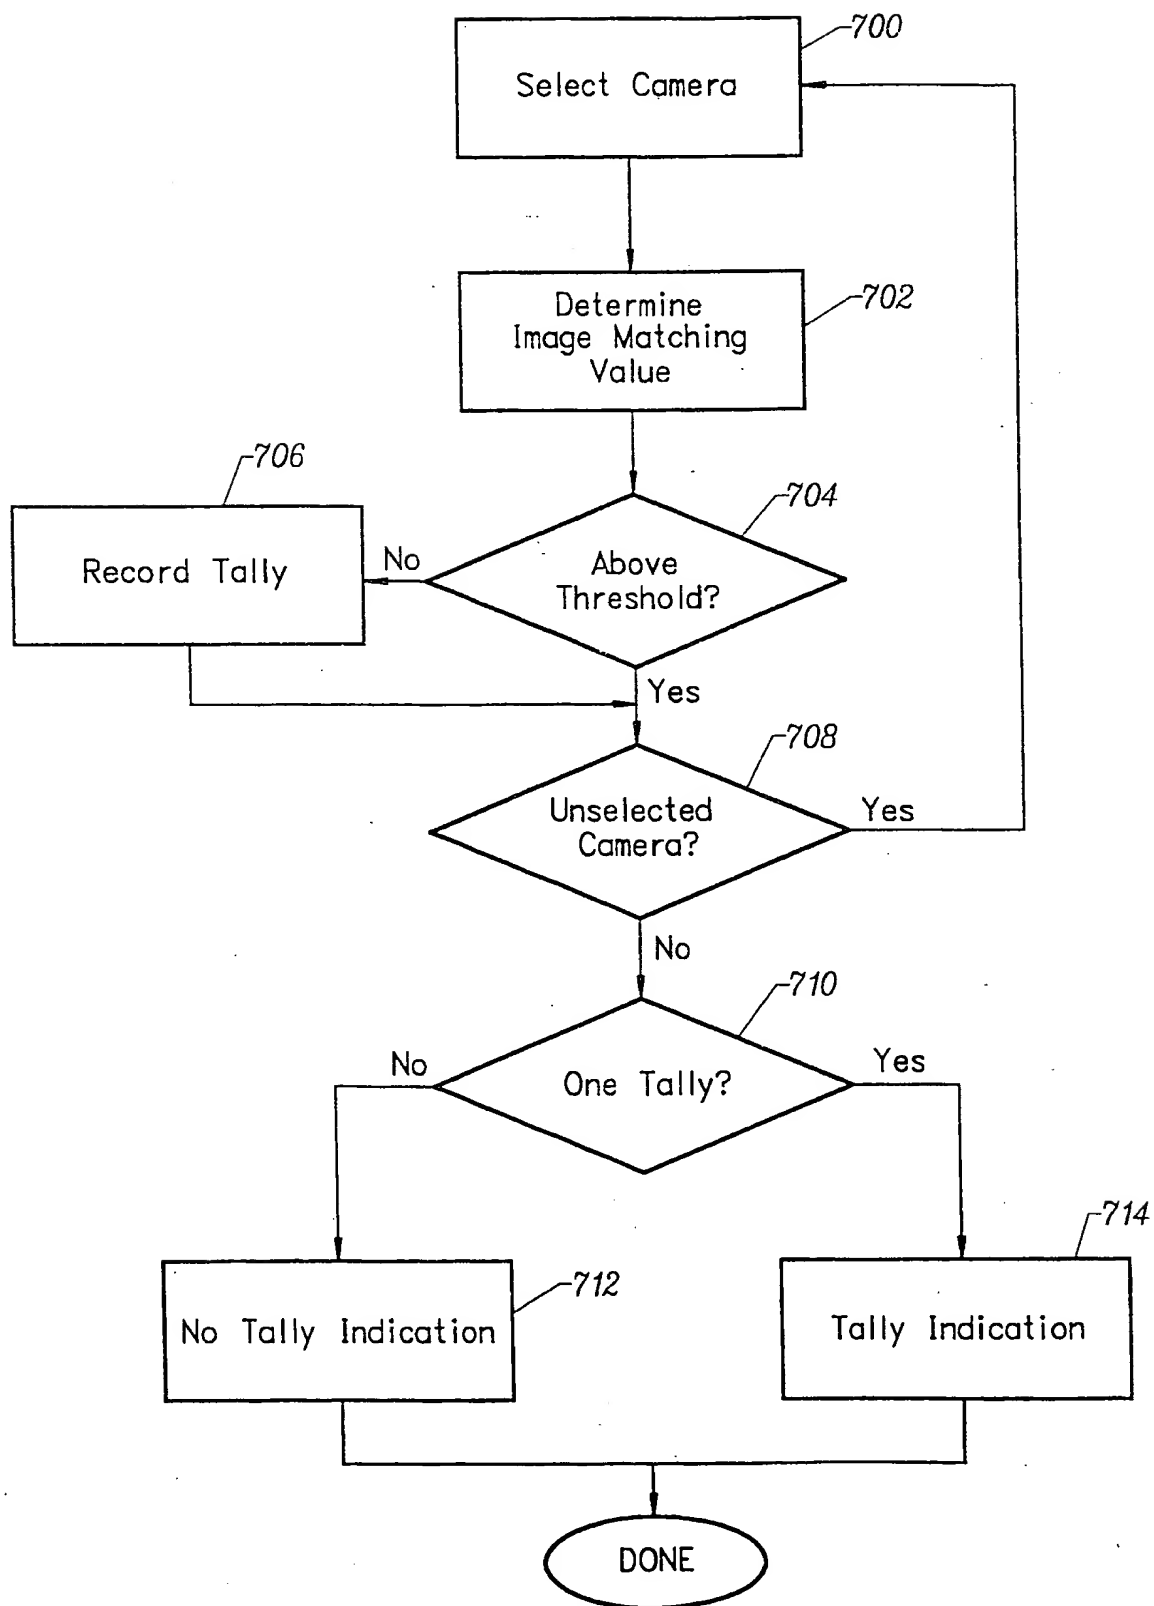 700
Select Camera
702
Determine
Image Matching
Value
706
704
Record Tally
No
Above
Threshold?
Yes
708
Unselected
Camera?
Yes
No
710
No
Yes
One Tally?
714
712
No Tally Indication
Tally Indication
DONE